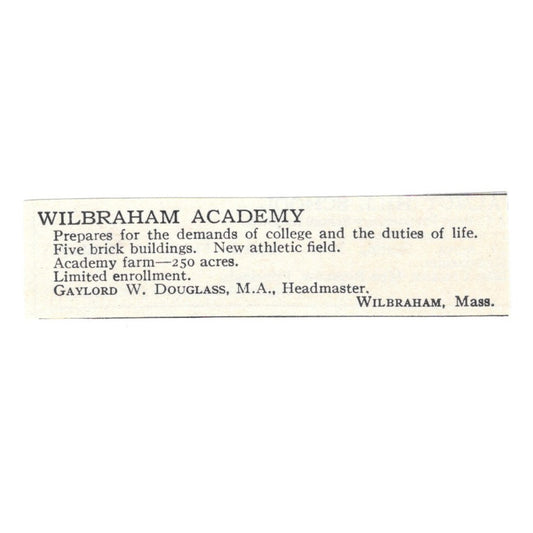 WILBRAHAM ACADEMY
Prepares for the demands of college and the duties of life.
Five brick buildings. New athletic field.
Academy farm—250 acres.
Limited enrollment.
GAYLORD W. DOUGLASS, M.A., Headmaster.
WILBRAHAM, Mass.